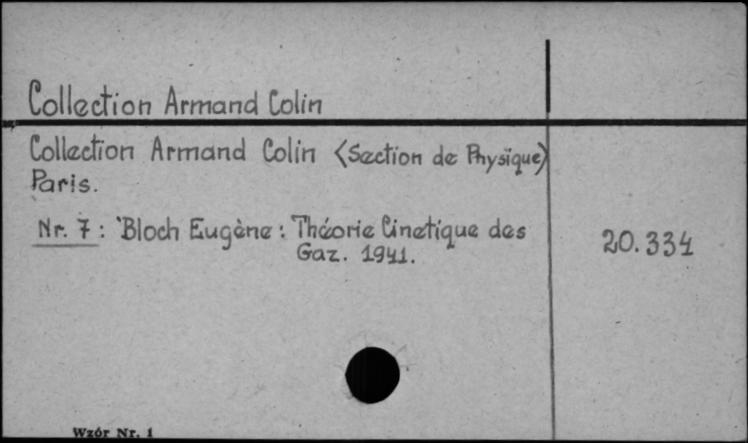 Collection Armand Colin
Collection Armand Colin <Section de Physique>
Paris.
Nr. 7 : Bloch Eugène : Théorie Cinetique des
Gaz. 1941.
20.334
Wzór Nr. 1